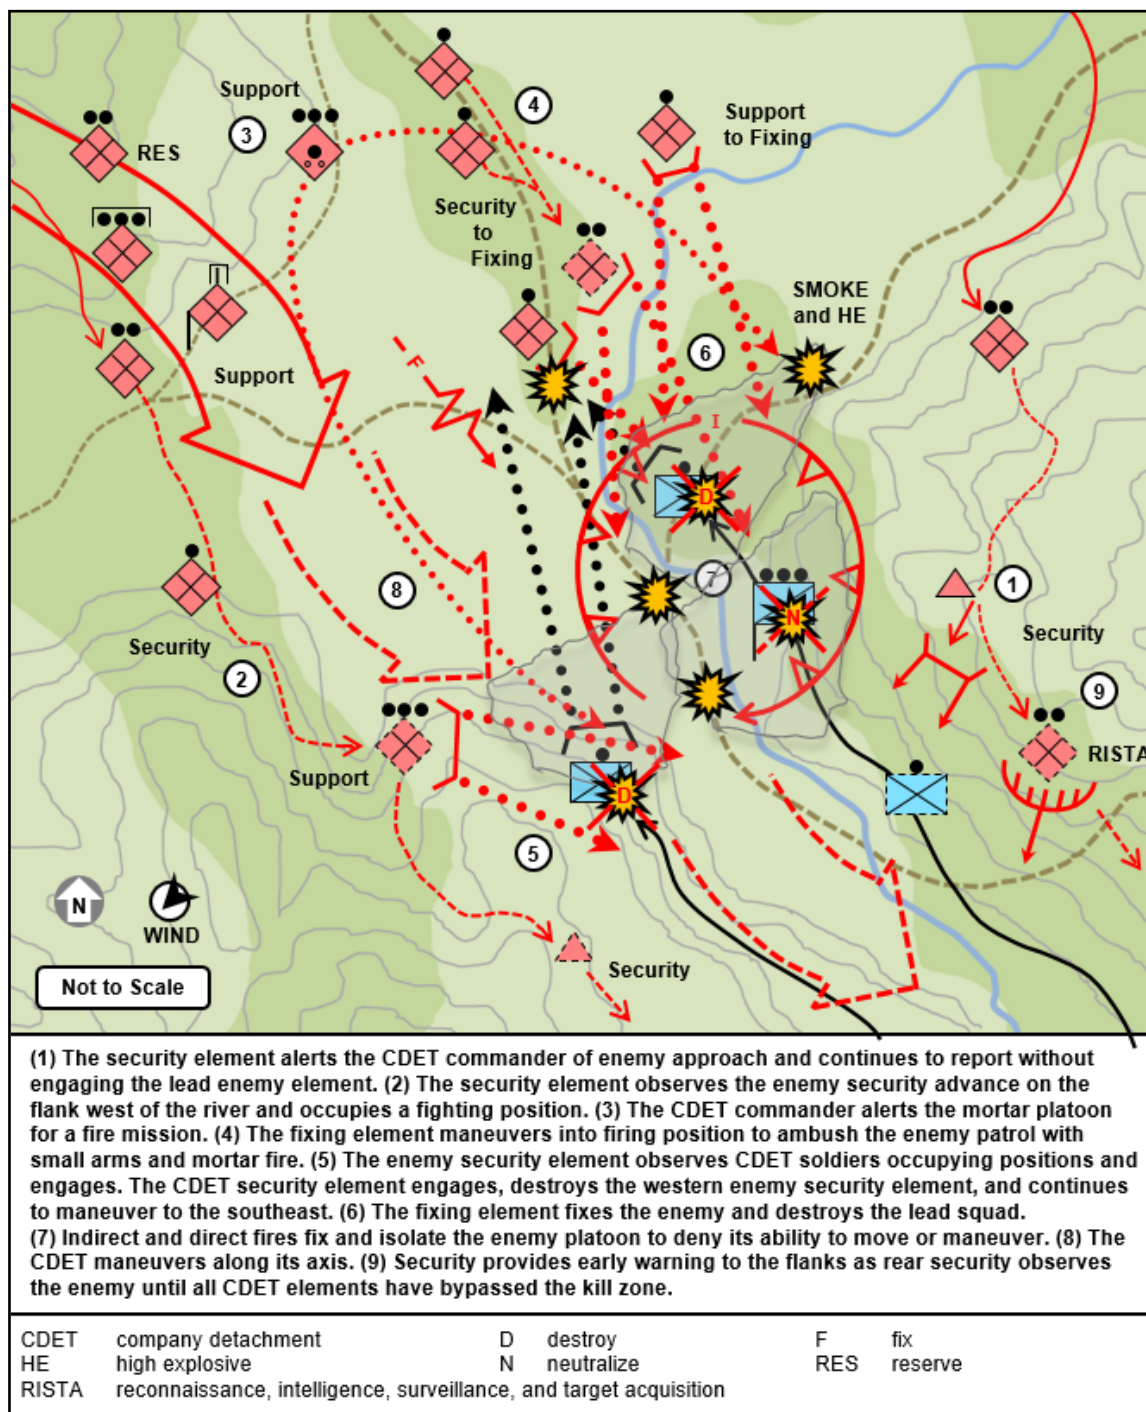 Support
3
4
Support
to Fixing
RES
Security
to
Fixing
SMOKE
and HE
6
Support
F
I
D
8
7
N
1
Security
Security
2
9
RISTA
Support
D
5
N
WIND
Security
Not to Scale
(1) The security element alerts the CDET commander of enemy approach and continues to report without
engaging the lead enemy element. (2) The security element observes the enemy security advance on the
flank west of the river and occupies a fighting position. (3) The CDET commander alerts the mortar platoon
for a fire mission. (4) The fixing element maneuvers into firing position to ambush the enemy patrol with
small arms and mortar fire. (5) The enemy security element observes CDET soldiers occupying positions and
engages. The CDET security element engages, destroys the western enemy security element, and continues
to maneuver to the southeast. (6) The fixing element fixes the enemy and destroys the lead squad.
(7) Indirect and direct fires fix and isolate the enemy platoon to deny its ability to move or maneuver. (8) The
CDET maneuvers along its axis. (9) Security provides early warning to the flanks as rear security observes
the enemy until all CDET elements have bypassed the kill zone.
CDET company detachment D destroy F fix
HE high explosive N neutralize RES reserve
RISTA reconnaissance, intelligence, surveillance, and target acquisition